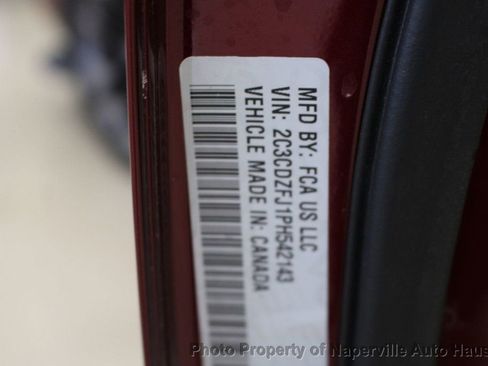 MFD BY: FCA US LLC
VIN: 2C3CDZFJ1PH542143
VEHICLE MADE IN: CANADA
Photo Property of Naperville Auto Haus